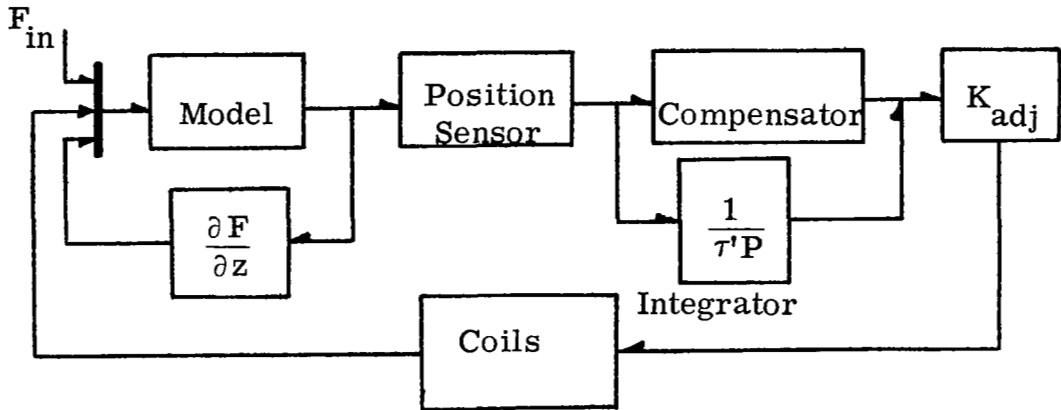 F_in
Model
Position
Sensor
Compensator
K_adj
∂F
∂z
1
τ'P
Integrator
Coils